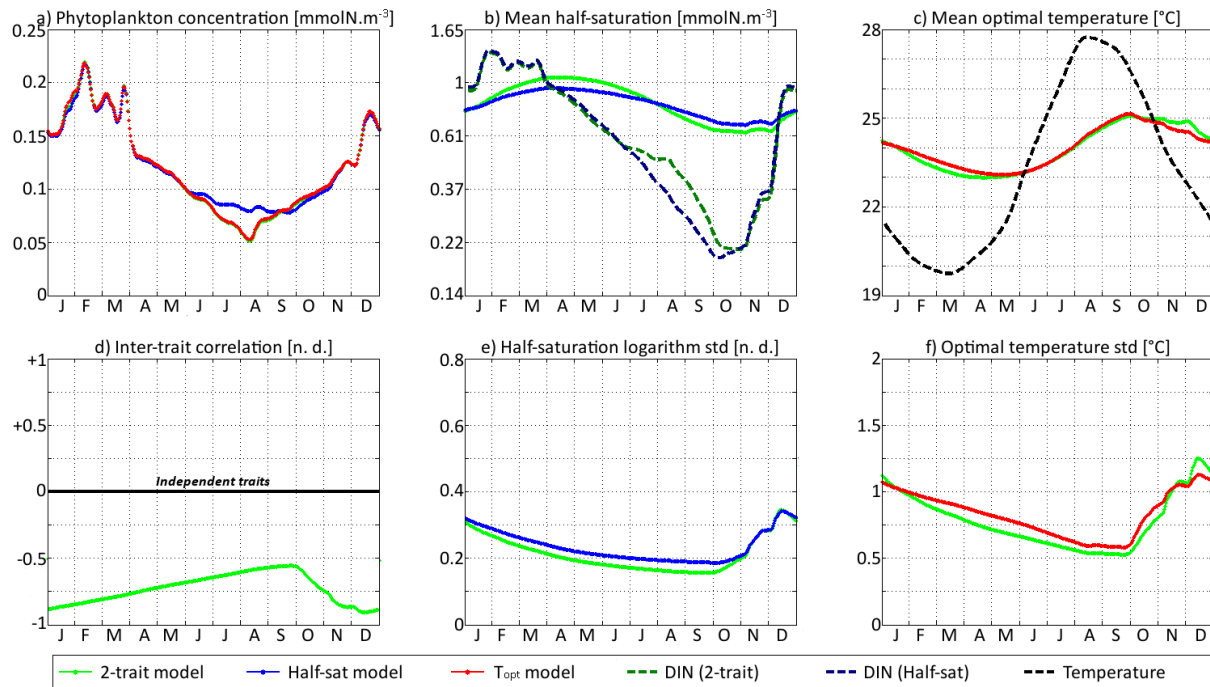 a) Phytoplankton concentration [mmolN.m⁻³]
0.25
0.2
0.15
0.1
0.05
0
J F M A M J J A S O N D
b) Mean half-saturation [mmolN.m⁻³]
1.65
1
0.61
0.37
0.22
0.14
J F M A M J J A S O N D
c) Mean optimal temperature [°C]
28
25
22
19
J F M A M J J A S O N D
d) Inter-trait correlation [n. d.]
+1
+0.5
0
-0.5
-1
Independent traits
J F M A M J J A S O N D
e) Half-saturation logarithm std [n. d.]
0.8
0.6
0.4
0.2
0
J F M A M J J A S O N D
f) Optimal temperature std [°C]
2
1.5
1
0.5
0
J F M A M J J A S O N D
2-trait model Half-sat model Topt model DIN (2-trait) DIN (Half-sat) Temperature